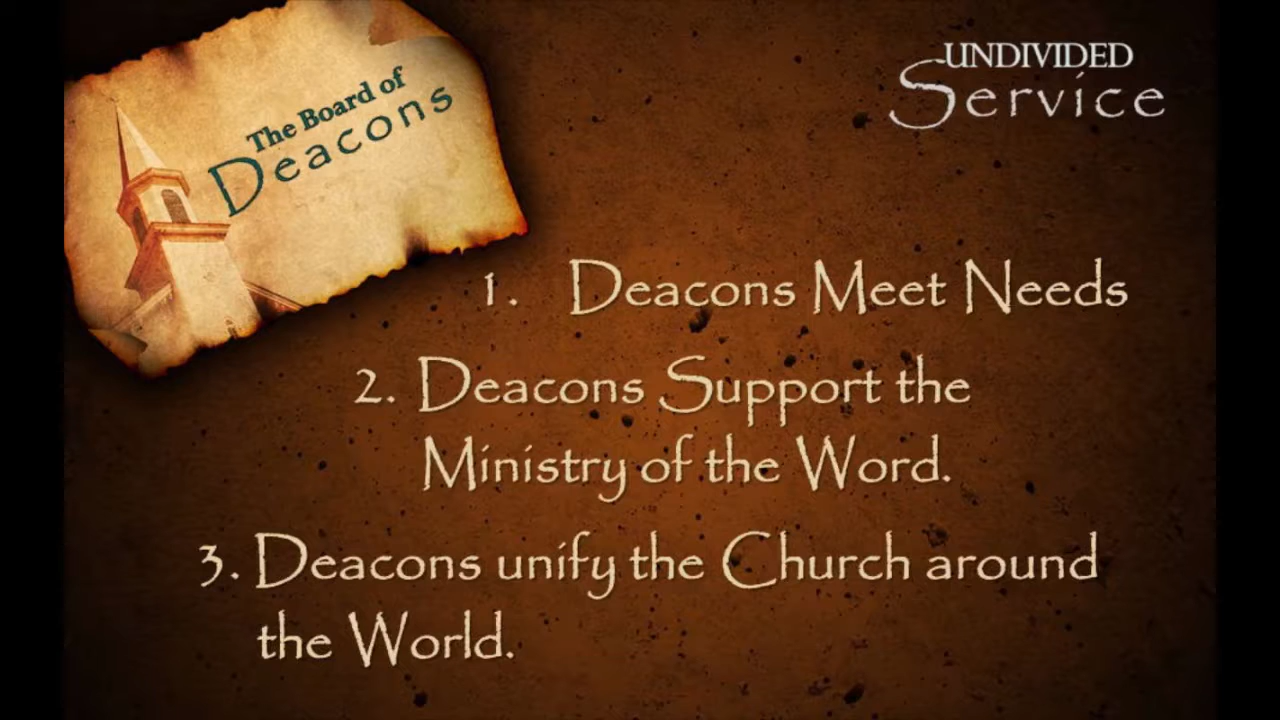 The Board of
Deacons
UNDIVIDED
Service
1. Deacons Meet Needs
2. Deacons Support the
Ministry of the Word.
3. Deacons unify the Church around
the World.